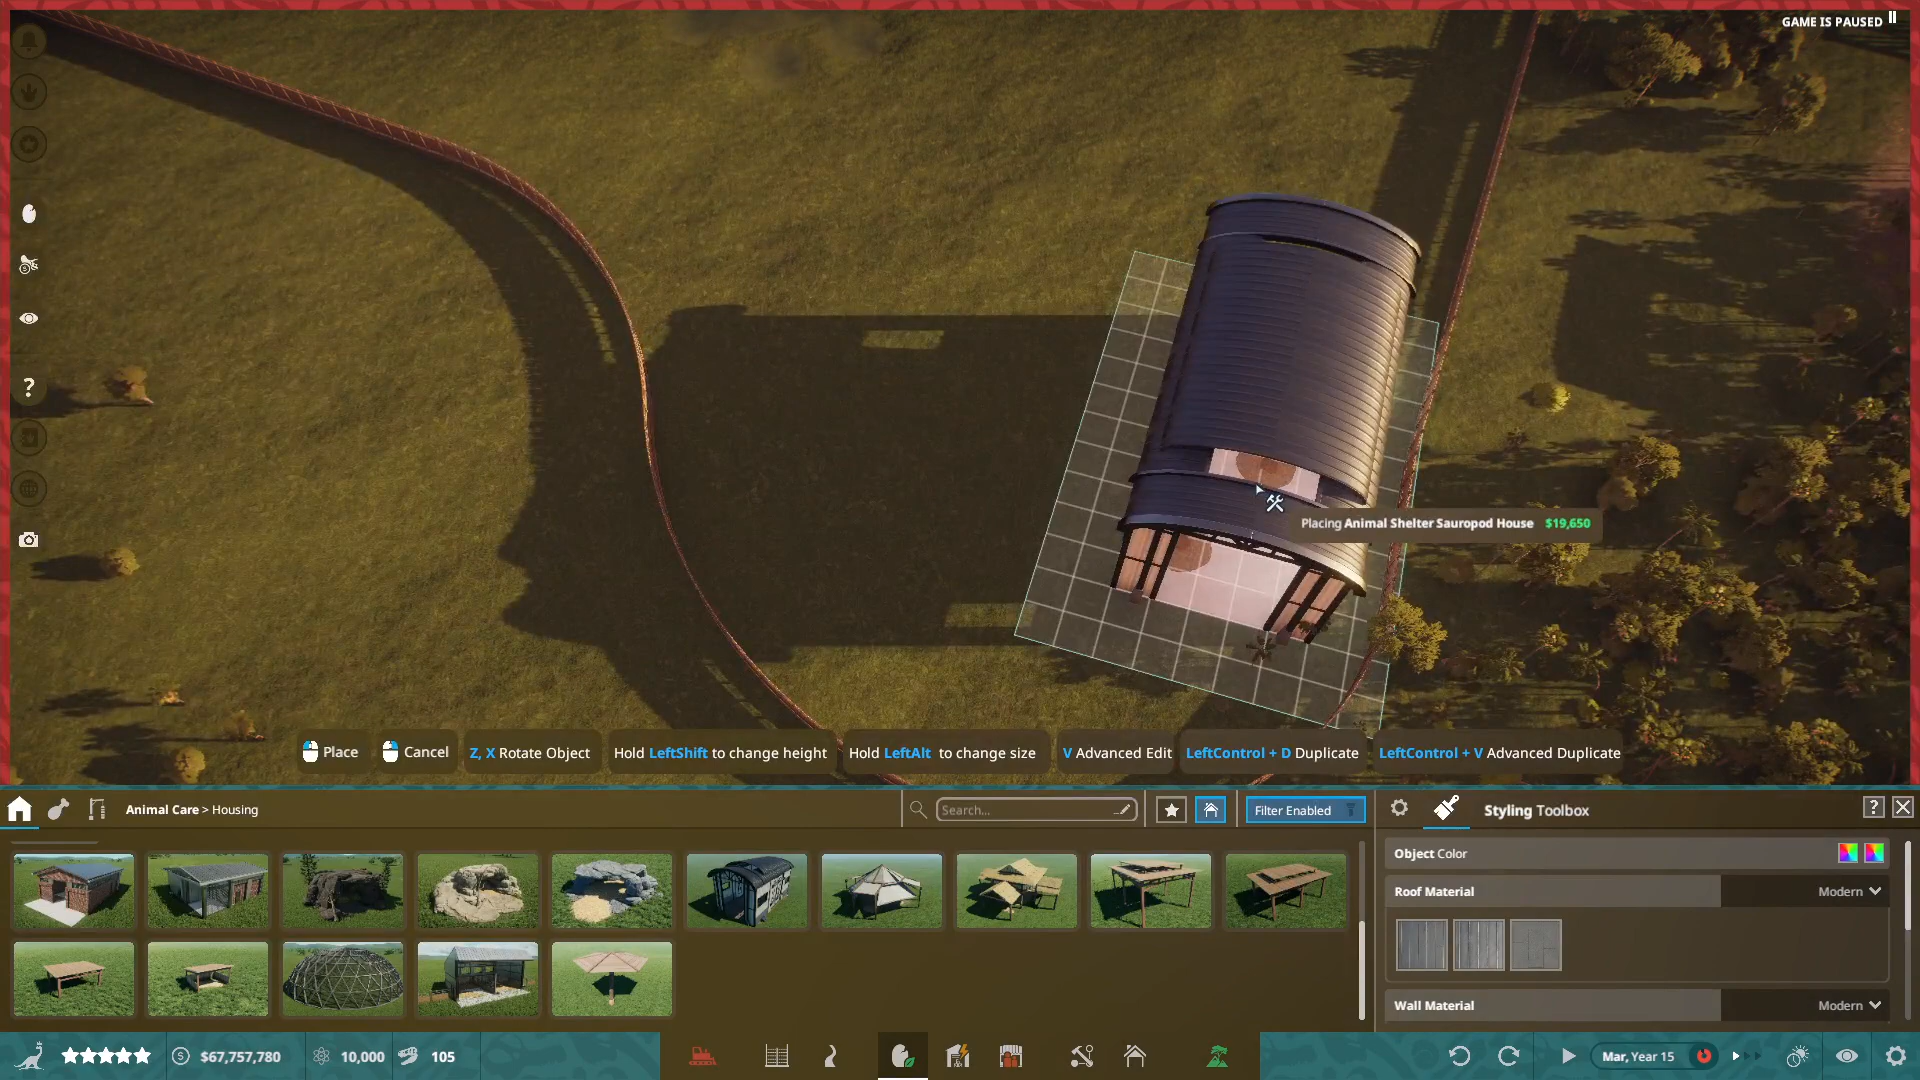 GAME IS PAUSED
?
Placing Animal Shelter Sauropod House $19,650
Place
Cancel
Z, X Rotate Object
Hold LeftShift to change height
Hold LeftAlt to change size
V Advanced Edit
LeftControl + D Duplicate
LeftControl + V Advanced Duplicate
Animal Care > Housing
Search...
Filter Enabled
Styling Toolbox
?
Object Color
Roof Material
Modern
Wall Material
Modern
$67,757,780
10,000
105
Mar, Year 15